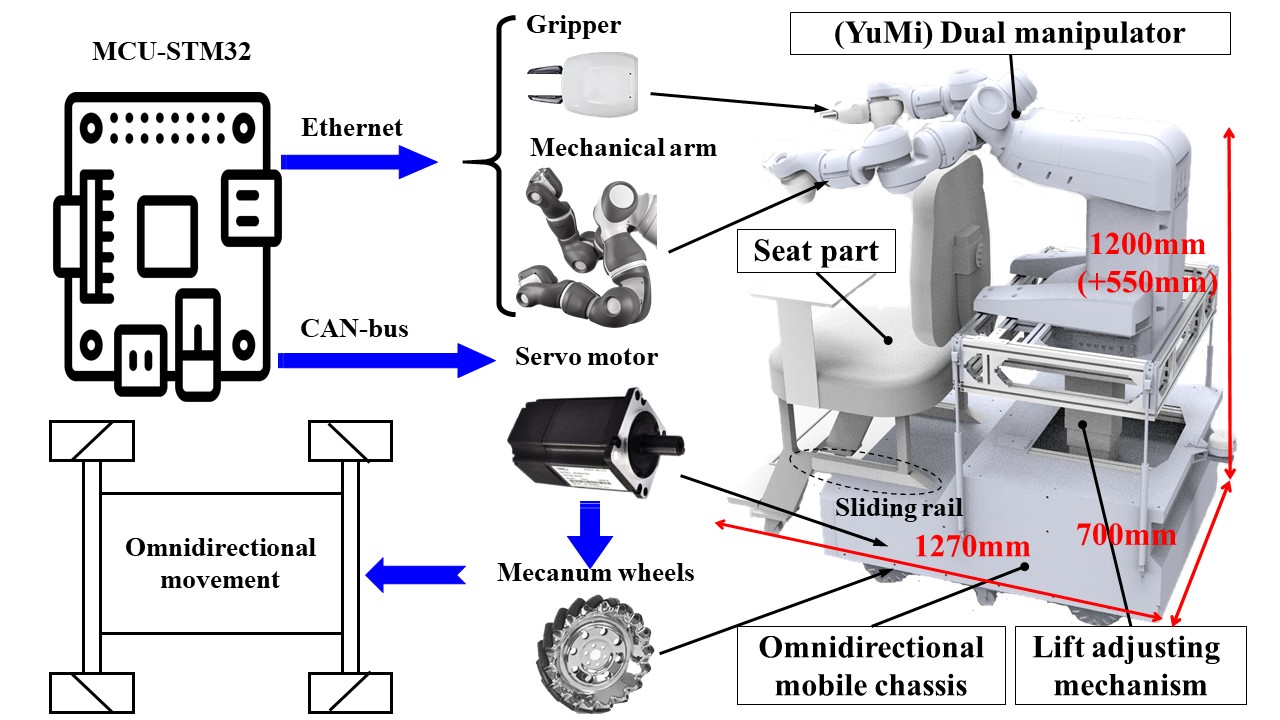 MCU-STM32
Ethernet
CAN-bus
Gripper
Mechanical arm
Servo motor
Mecanum wheels
Omnidirectional
movement
(YuMi) Dual manipulator
Seat part
1200mm
(+550mm)
Sliding rail
1270mm
700mm
Omnidirectional
mobile chassis
Lift adjusting
mechanism